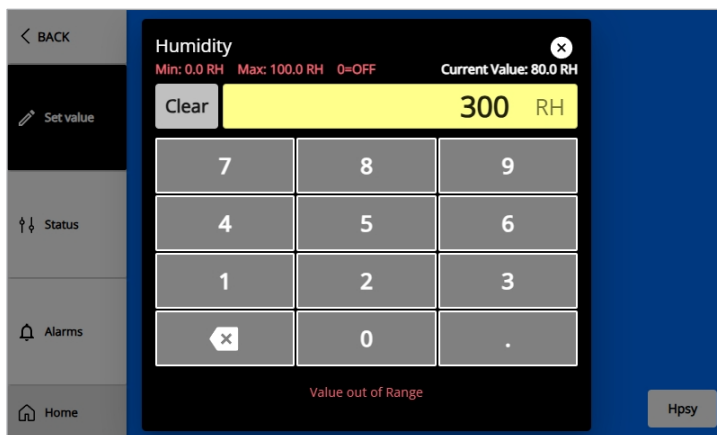 BACK
Set value
Status
Alarms
Home
Humidity
Min: 0.0 RH Max: 100.0 RH 0=OFF Current Value: 80.0 RH
Clear 300 RH
7 8 9
4 5 6
1 2 3
0 .
Value out of Range
Hpsy